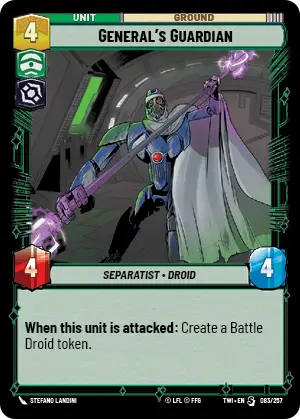 UNIT GROUND
4 GENERAL'S GUARDIAN
4 4
SEPARATIST • DROID
When this unit is attacked: Create a Battle
Droid token.
STEFANO LANDINI © LFL © FFG TWI • EN 083/257